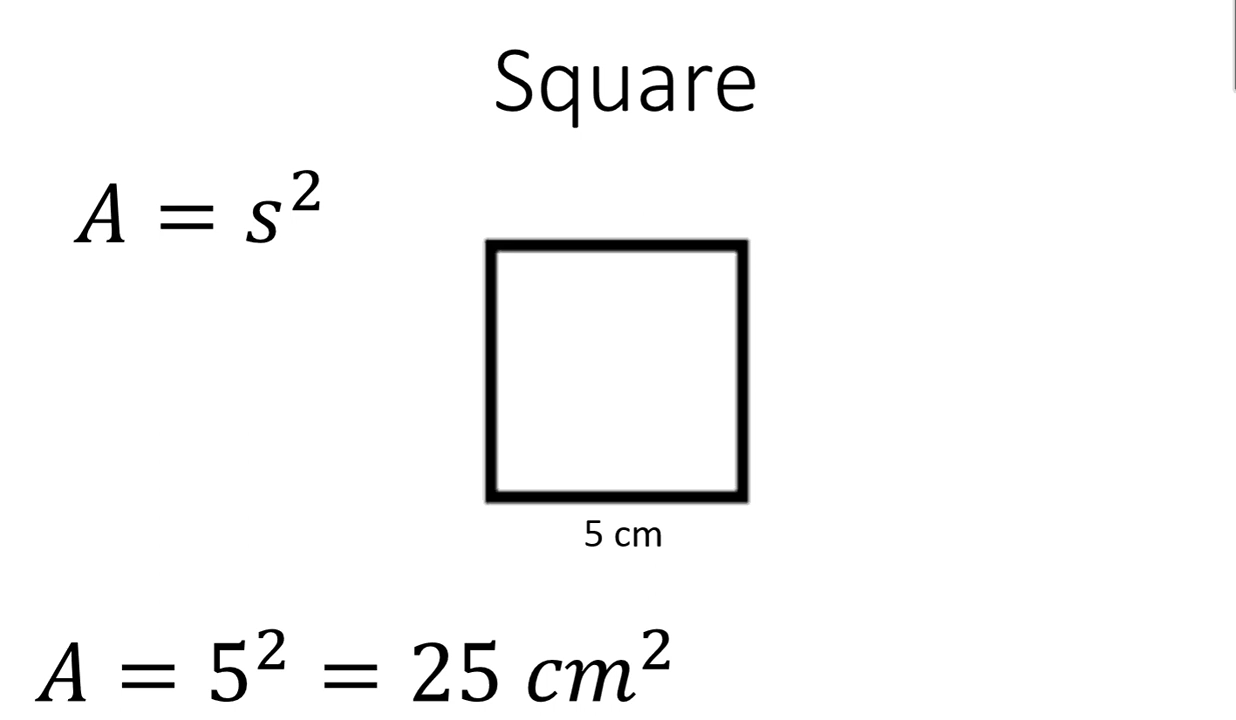 Square
A = s²
5 cm
A = 5² = 25 cm²